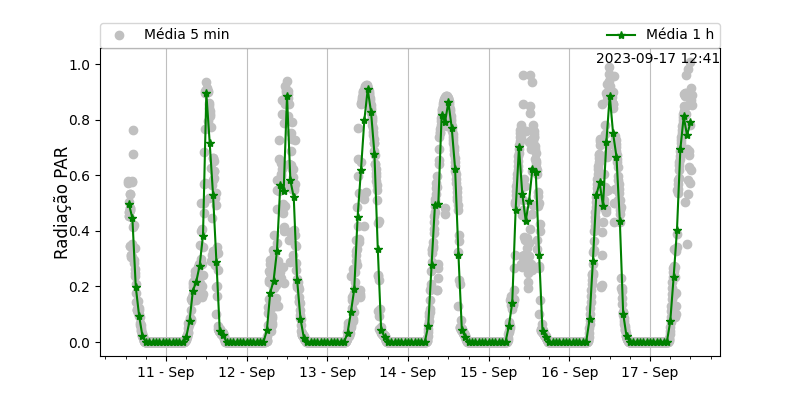 Média 5 min
Média 1 h
2023-09-17 12:41
Radiação PAR
1.0
0.8
0.6
0.4
0.2
0.0
11 - Sep
12 - Sep
13 - Sep
14 - Sep
15 - Sep
16 - Sep
17 - Sep